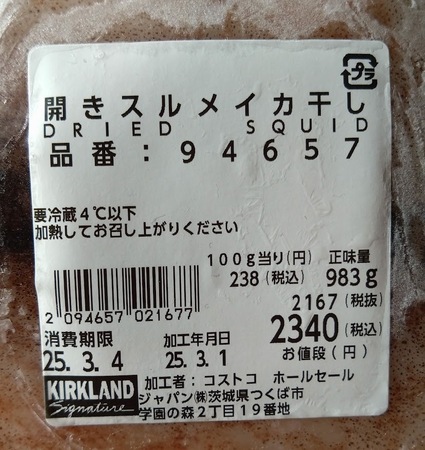 プラ
開きスルメイカ干し
DRIED SQUID
品番:94657
要冷蔵4℃以下
加熱してお召し上がりください
100g当り(円) 正味量
238(税込) 983g
2167(税抜)
2 094657 021677
2340(税込)
消費期限 加工年月日 お値段(円)
25.3.4 25.3.1
KIRKLAND
Signature
加工者:コストコ ホールセール
ジャパン㈱茨城県つくば市
学園の森2丁目19番地